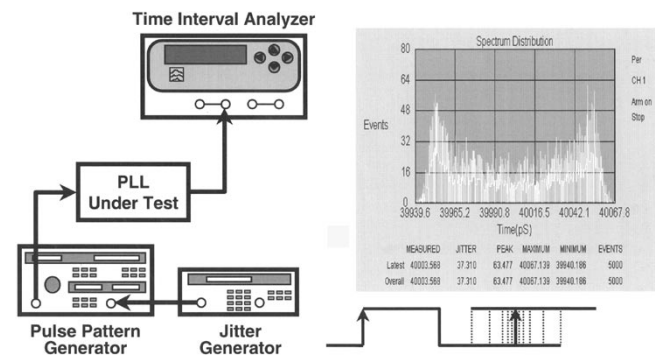 Time Interval Analyzer
PLL
Under Test
Pulse Pattern
Generator
Jitter
Generator
Spectrum Distribution
80
64
48
32
16
0
Events
39939.6 39965.2 39990.8 40016.5 40042.1 40067.8
Time(pS)
Per
CH 1
Arm on
Stop
MEASURED JITTER PEAK MAXIMUM MINIMUM EVENTS
Latest 40003.568 37.310 63.477 40067.139 39940.186 5000
Overall 40003.568 37.310 63.477 40067.139 39940.186 5000